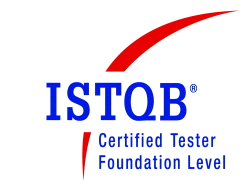 ISTQB®
Certified Tester
Foundation Level